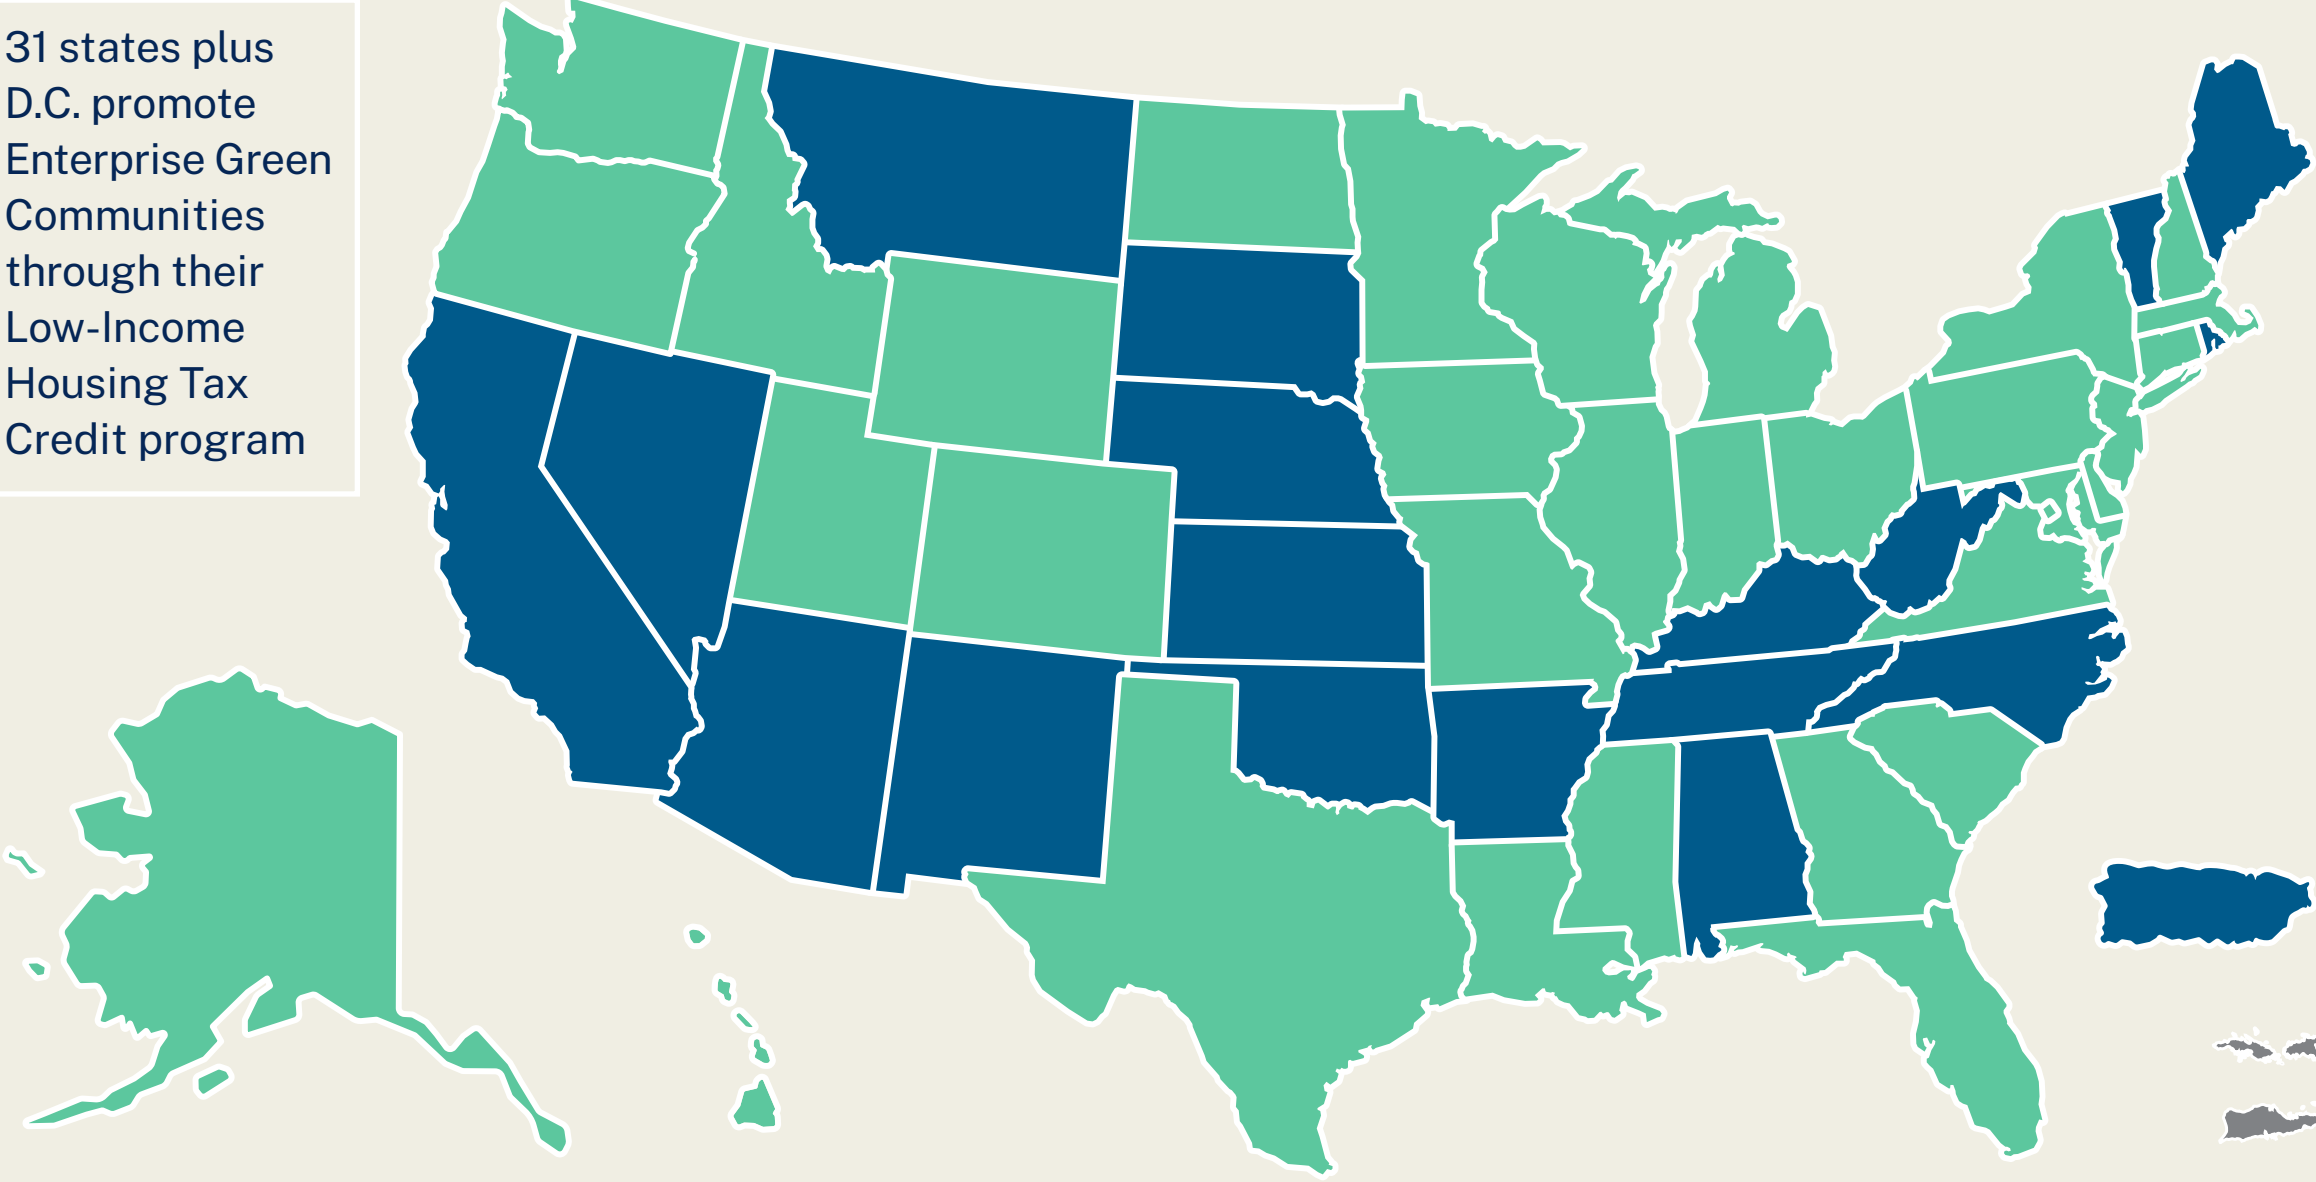 31 states plus
D.C. promote
Enterprise Green
Communities
through their
Low-Income
Housing Tax
Credit program